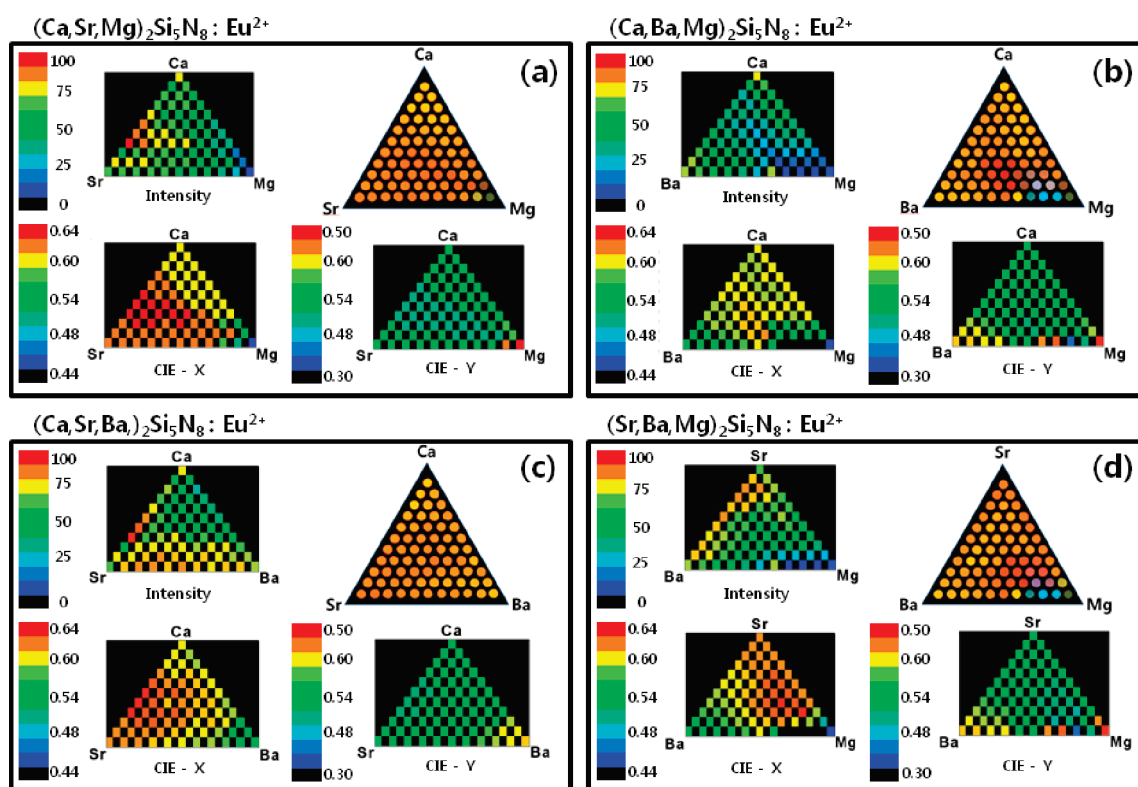 (Ca,Sr,Mg)₂Si₅N₈ : Eu²⁺
(a)
100
75
50
25
0
Ca
Sr
Mg
Intensity
Ca
Sr
Mg
0.64
0.60
0.54
0.48
0.44
Ca
Sr
Mg
CIE - X
0.50
0.60
0.54
0.48
0.30
Ca
Sr
Mg
CIE - Y
(Ca,Ba,Mg)₂Si₅N₈ : Eu²⁺
(b)
100
75
50
25
0
Ca
Ba
Mg
Intensity
Ca
Ba
Mg
0.64
0.60
0.54
0.48
0.44
Ca
Ba
Mg
CIE - X
0.50
0.60
0.54
0.48
0.30
Ca
Ba
Mg
CIE - Y
(Ca,Sr,Ba,)₂Si₅N₈ : Eu²⁺
(c)
100
75
50
25
0
Ca
Sr
Ba
Intensity
Ca
Sr
Ba
0.64
0.60
0.54
0.48
0.44
Ca
Sr
Ba
CIE - X
0.50
0.60
0.54
0.48
0.30
Ca
Sr
Ba
CIE - Y
(Sr,Ba,Mg)₂Si₅N₈ : Eu²⁺
(d)
100
75
50
25
0
Sr
Ba
Mg
Intensity
Sr
Ba
Mg
0.64
0.60
0.54
0.48
0.44
Sr
Ba
Mg
CIE - X
0.50
0.60
0.54
0.48
0.30
Sr
Ba
Mg
CIE - Y